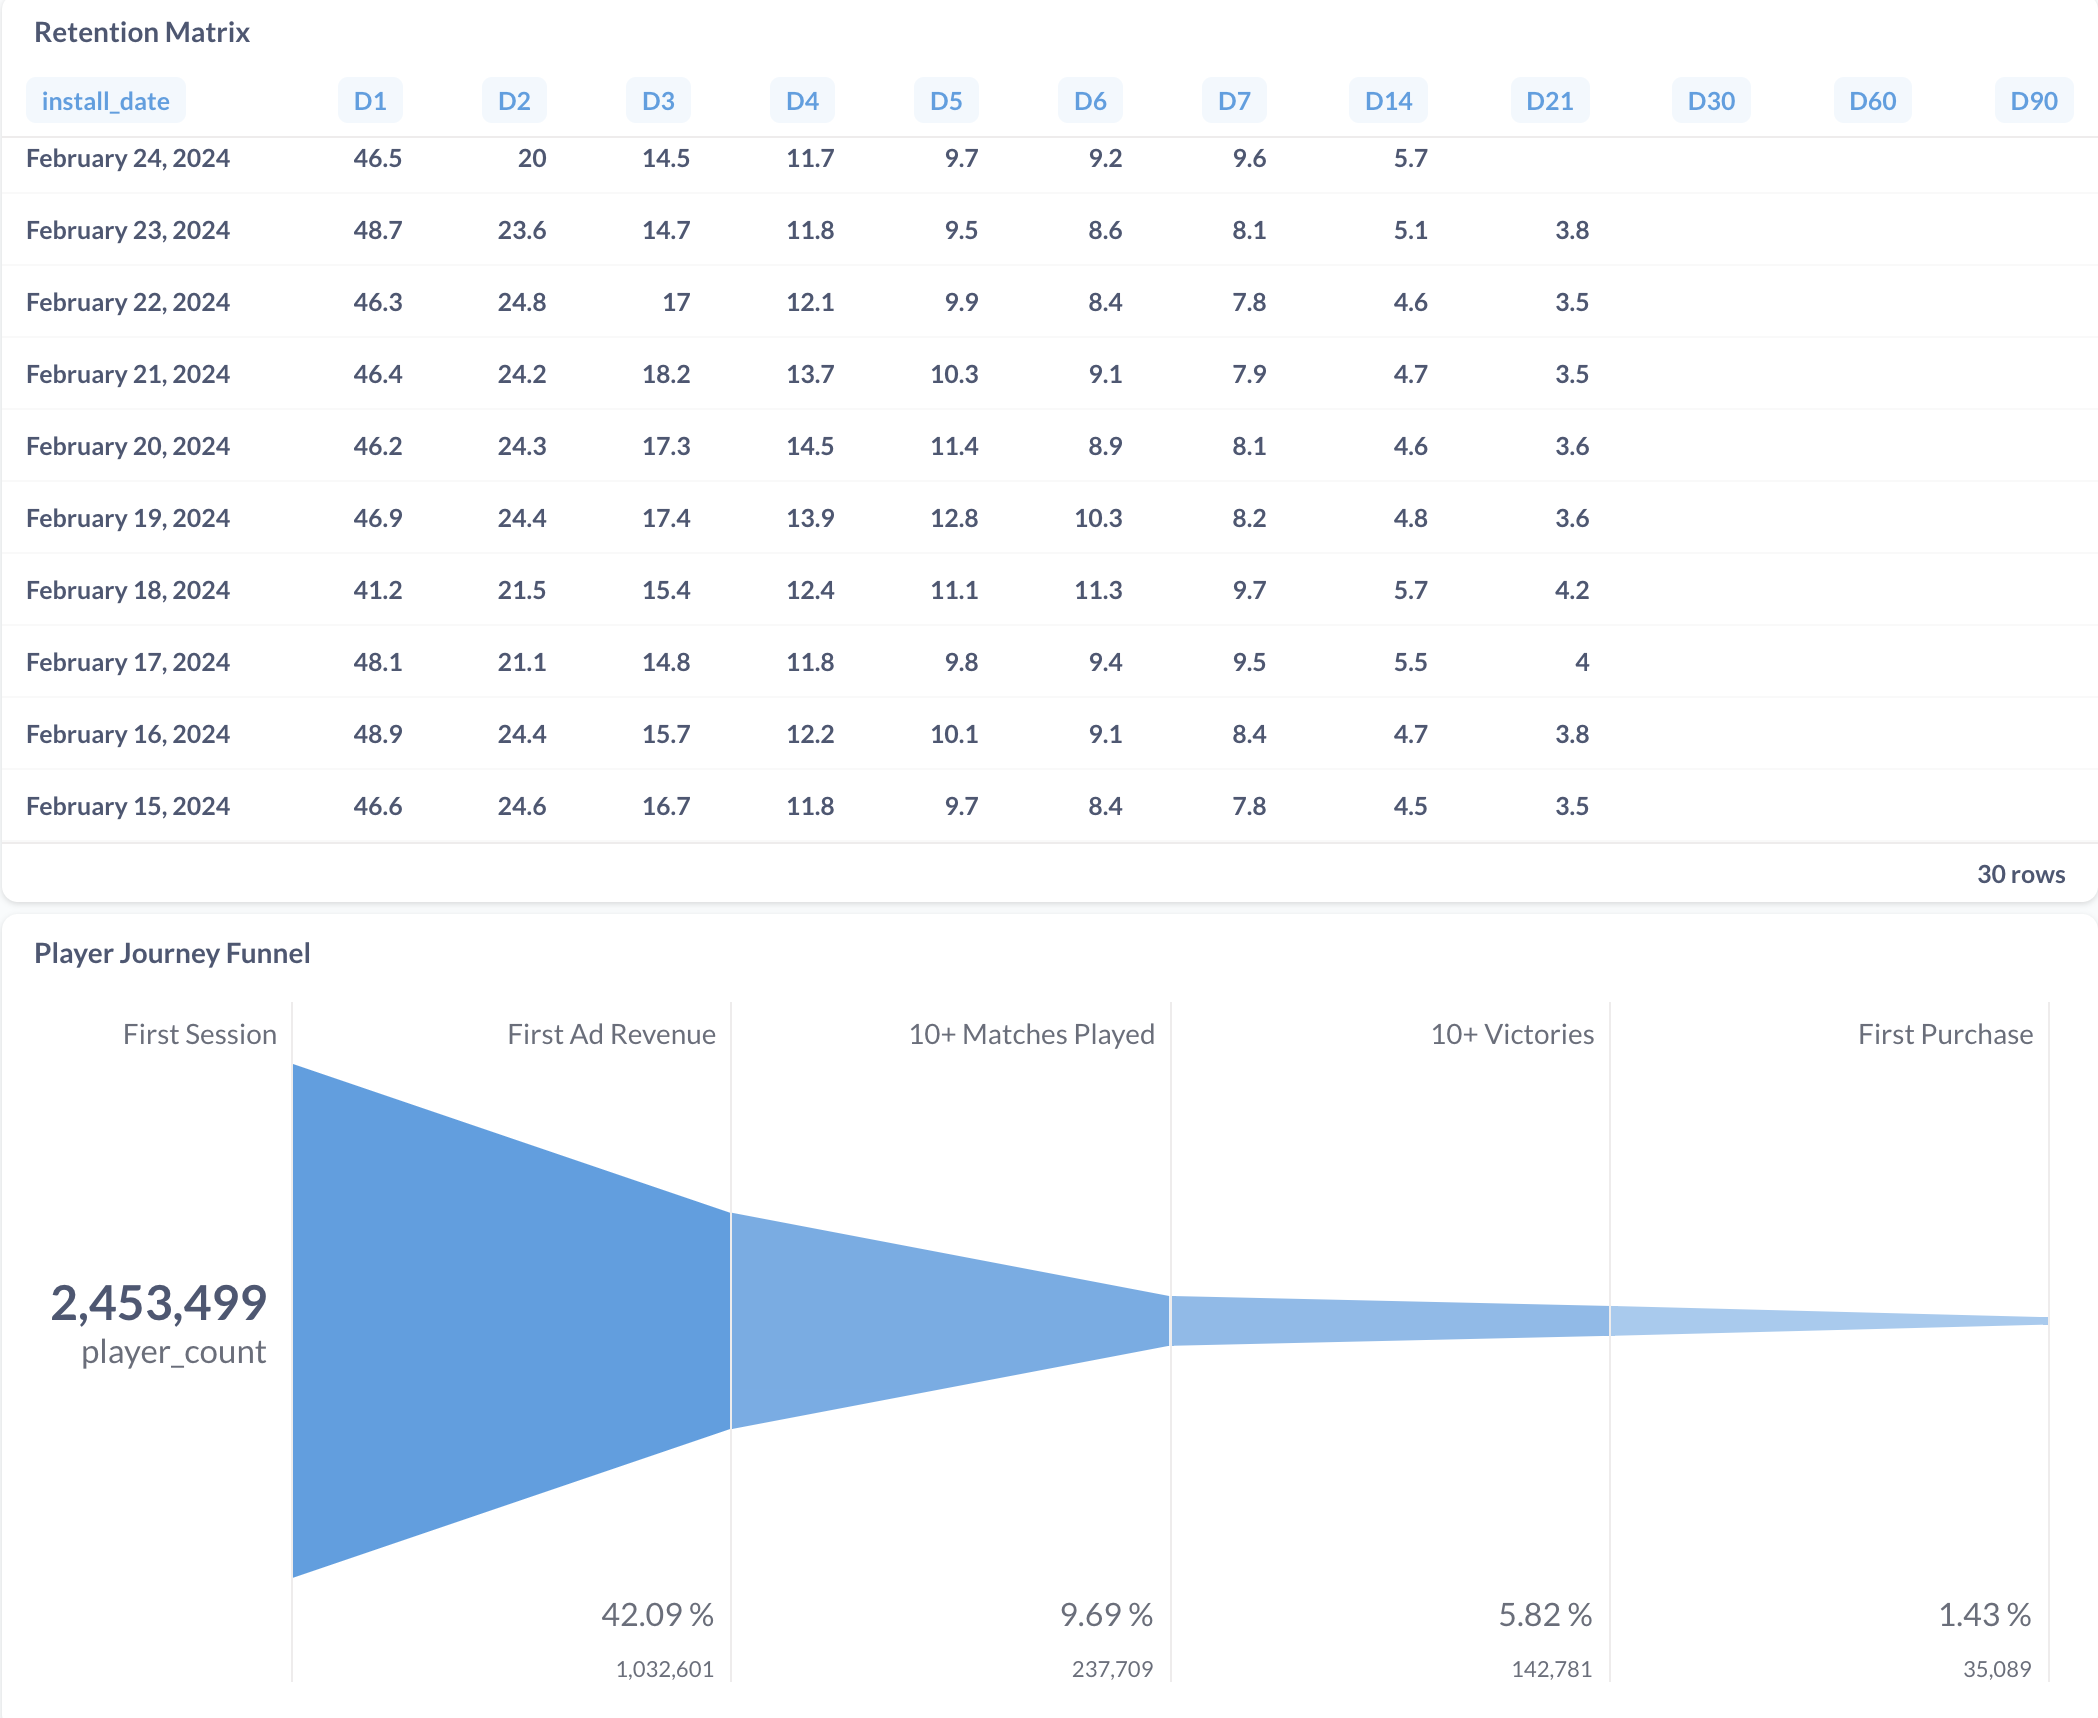 Retention Matrix
install_date D1 D2 D3 D4 D5 D6 D7 D14 D21 D30 D60 D90
February 24, 2024 46.5 20 14.5 11.7 9.7 9.2 9.6 5.7
February 23, 2024 48.7 23.6 14.7 11.8 9.5 8.6 8.1 5.1 3.8
February 22, 2024 46.3 24.8 17 12.1 9.9 8.4 7.8 4.6 3.5
February 21, 2024 46.4 24.2 18.2 13.7 10.3 9.1 7.9 4.7 3.5
February 20, 2024 46.2 24.3 17.3 14.5 11.4 8.9 8.1 4.6 3.6
February 19, 2024 46.9 24.4 17.4 13.9 12.8 10.3 8.2 4.8 3.6
February 18, 2024 41.2 21.5 15.4 12.4 11.1 11.3 9.7 5.7 4.2
February 17, 2024 48.1 21.1 14.8 11.8 9.8 9.4 9.5 5.5 4
February 16, 2024 48.9 24.4 15.7 12.2 10.1 9.1 8.4 4.7 3.8
February 15, 2024 46.6 24.6 16.7 11.8 9.7 8.4 7.8 4.5 3.5
30 rows
Player Journey Funnel
First Session First Ad Revenue 10+ Matches Played 10+ Victories First Purchase
2,453,499
player_count
42.09 % 9.69 % 5.82 % 1.43 %
1,032,601 237,709 142,781 35,089